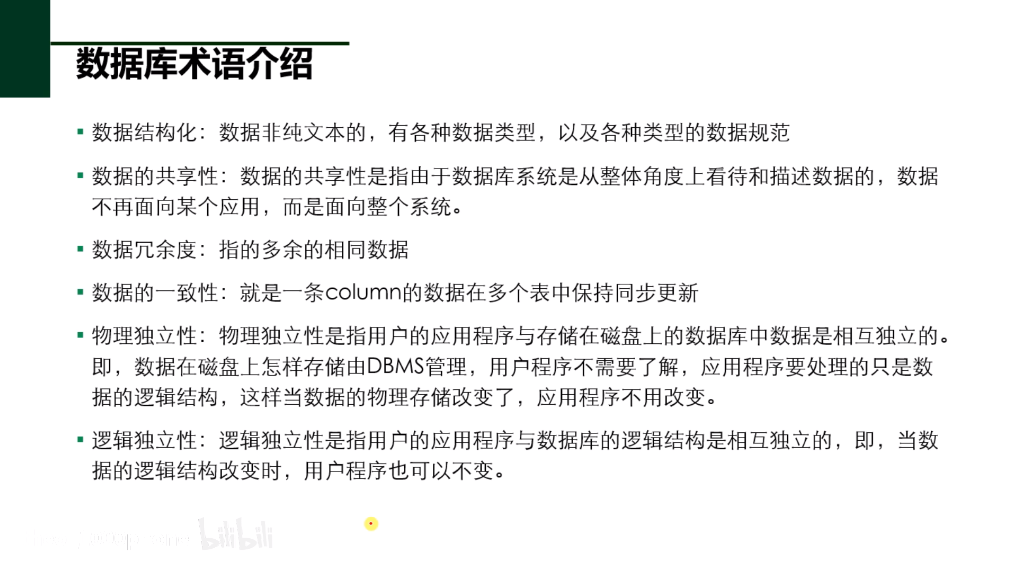 数据库术语介绍
数据结构化：数据非纯文本的，有各种数据类型，以及各种类型的数据规范
数据的共享性：数据的共享性是指由于数据库系统是从整体角度上看待和描述数据的，数据
不再面向某个应用，而是面向整个系统。
数据冗余度：指的多余的相同数据
数据的一致性：就是一条column的数据在多个表中保持同步更新
物理独立性：物理独立性是指用户的应用程序与存储在磁盘上的数据库中数据是相互独立的。
即，数据在磁盘上怎样存储由DBMS管理，用户程序不需要了解，应用程序要处理的只是数
据的逻辑结构，这样当数据的物理存储改变了，应用程序不用改变。
逻辑独立性：逻辑独立性是指用户的应用程序与数据库的逻辑结构是相互独立的，即，当数
据的逻辑结构改变时，用户程序也可以不变。
bilibili